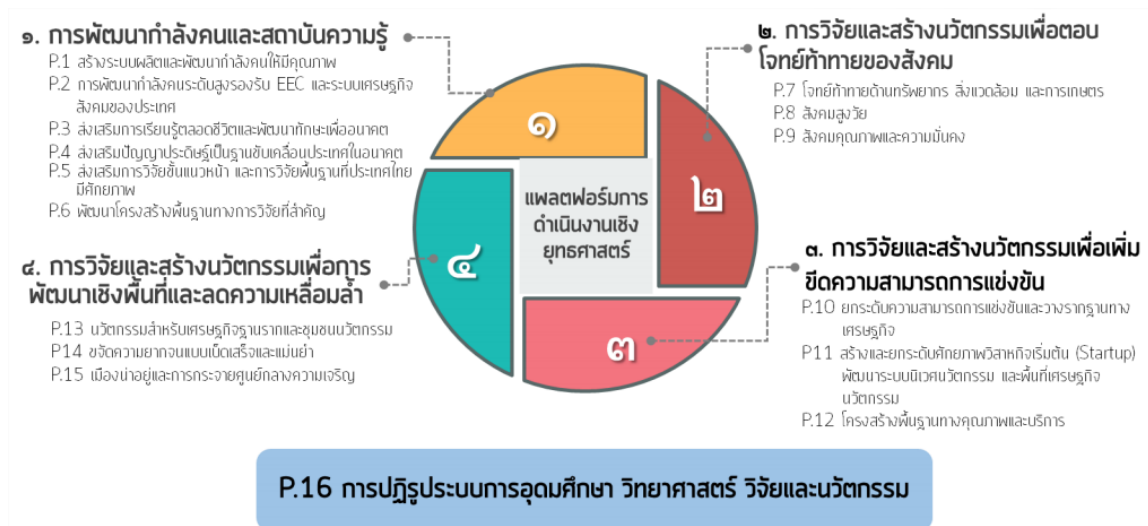 ๑. การพัฒนากำลังคนและสถาบันความรู้
P.1 สร้างระบบผลิตและพัฒนากำลังคนให้มีคุณภาพ
P.2 การพัฒนากำลังคนระดับสูงรองรับ EEC และระบบเศรษฐกิจ
สังคมของประเทศ
P.3 ส่งเสริมการเรียนรู้ตลอดชีวิตและพัฒนาทักษะเพื่ออนาคต
P.4 ส่งเสริมปัญญาประดิษฐ์เป็นฐานขับเคลื่อนประเทศในอนาคต
P.5 ส่งเสริมการวิจัยขั้นแนวหน้า และการวิจัยพื้นฐานที่ประเทศไทย
มีศักยภาพ
P.6 พัฒนาโครงสร้างพื้นฐานทางการวิจัยที่สำคัญ
๒. การวิจัยและสร้างนวัตกรรมเพื่อตอบ
โจทย์ท้าทายของสังคม
P.7 โจทย์ท้าทายด้านทรัพยากร สิ่งแวดล้อม และการเกษตร
P.8 สังคมสูงวัย
P.9 สังคมคุณภาพและความมั่นคง
๑
๒
๓
๔
แพลตฟอร์มการ
ดำเนินงานเชิง
ยุทธศาสตร์
๓. การวิจัยและสร้างนวัตกรรมเพื่อเพิ่ม
ขีดความสามารถการแข่งขัน
P.10 ยกระดับความสามารถการแข่งขันและวางรากฐานทาง
เศรษฐกิจ
P11 สร้างและยกระดับศักยภาพวิสาหกิจเริ่มต้น (Startup)
พัฒนาระบบนิเวศนวัตกรรม และพื้นที่เศรษฐกิจ
นวัตกรรม
P.12 โครงสร้างพื้นฐานทางคุณภาพและบริการ
๔. การวิจัยและสร้างนวัตกรรมเพื่อการ
พัฒนาเชิงพื้นที่และลดความเหลื่อมล้ำ
P.13 นวัตกรรมสำหรับเศรษฐกิจฐานรากและชุมชนนวัตกรรม
P14 ขจัดความยากจนแบบเบ็ดเสร็จและแม่นยำ
P.15 เมืองน่าอยู่และการกระจายศูนย์กลางความเจริญ
P.16 การปฏิรูประบบการอุดมศึกษา วิทยาศาสตร์ วิจัยและนวัตกรรม